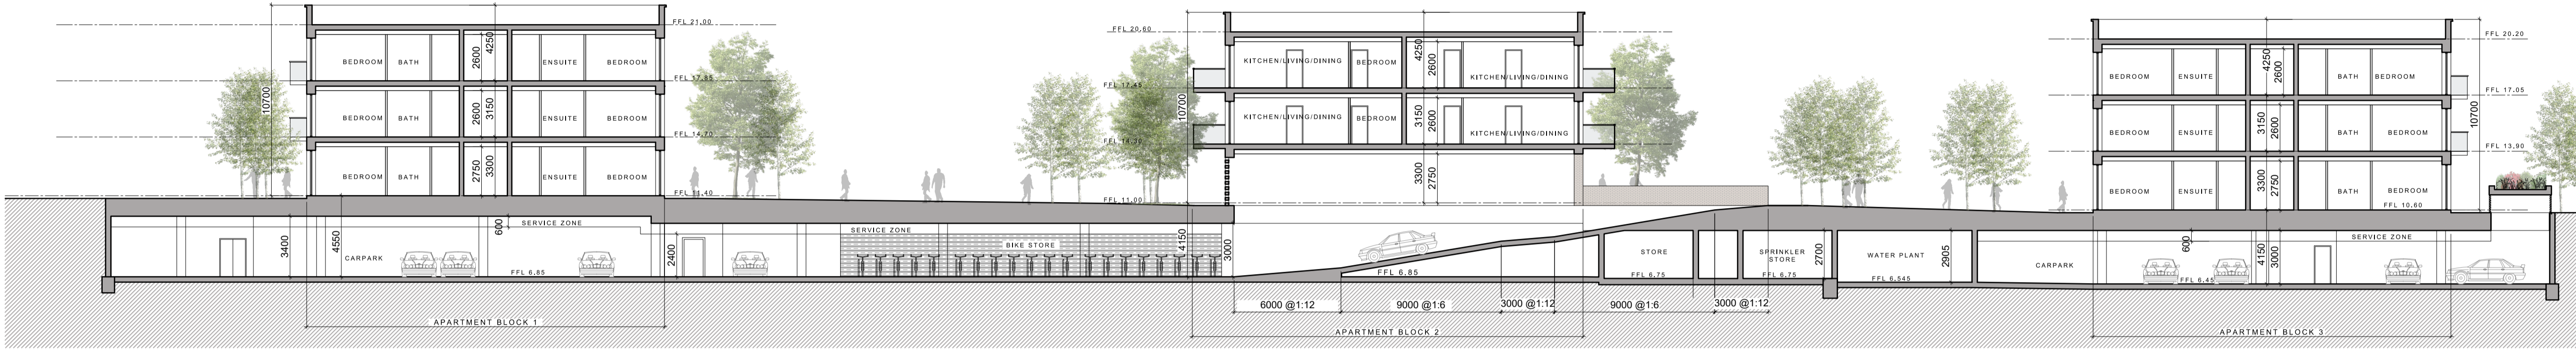 FFL 21,00
FFL 17,85
FFL 14,70
FFL 11,40
10700
BEDROOM BATH 2600 4250 ENSUITE BEDROOM
BEDROOM BATH 2600 3150 ENSUITE BEDROOM
BEDROOM BATH 2750 3300 ENSUITE BEDROOM
3400
4550
600
SERVICE ZONE
CARPARK
FFL 6,85
2400
SERVICE ZONE
BIKE STORE
4150
3000
APARTMENT BLOCK 1
FFL 20,60
FFL 17,45
FFL 14,30
FFL 11,00
10700
KITCHEN/LIVING/DINING BEDROOM 4250 2600 KITCHEN/LIVING/DINING
KITCHEN/LIVING/DINING BEDROOM 3150 2600 KITCHEN/LIVING/DINING
3300 2750
FFL 6,85
6000 @1:12
9000 @1:6
3000 @1:12
9000 @1:6
3000 @1:12
STORE
FFL 6,75
SPRINKLER
STORE
FFL 6,75
2700
WATER PLANT
FFL 6,545
2905
APARTMENT BLOCK 2
FFL 20,20
FFL 17,05
FFL 13,90
FFL 10,60
10700
BEDROOM ENSUITE 4250 2600 BATH BEDROOM
BEDROOM ENSUITE 3150 2600 BATH BEDROOM
BEDROOM ENSUITE 3300 2750 BATH BEDROOM
CARPARK
600
SERVICE ZONE
4150
3000
FFL 6,45
APARTMENT BLOCK 3